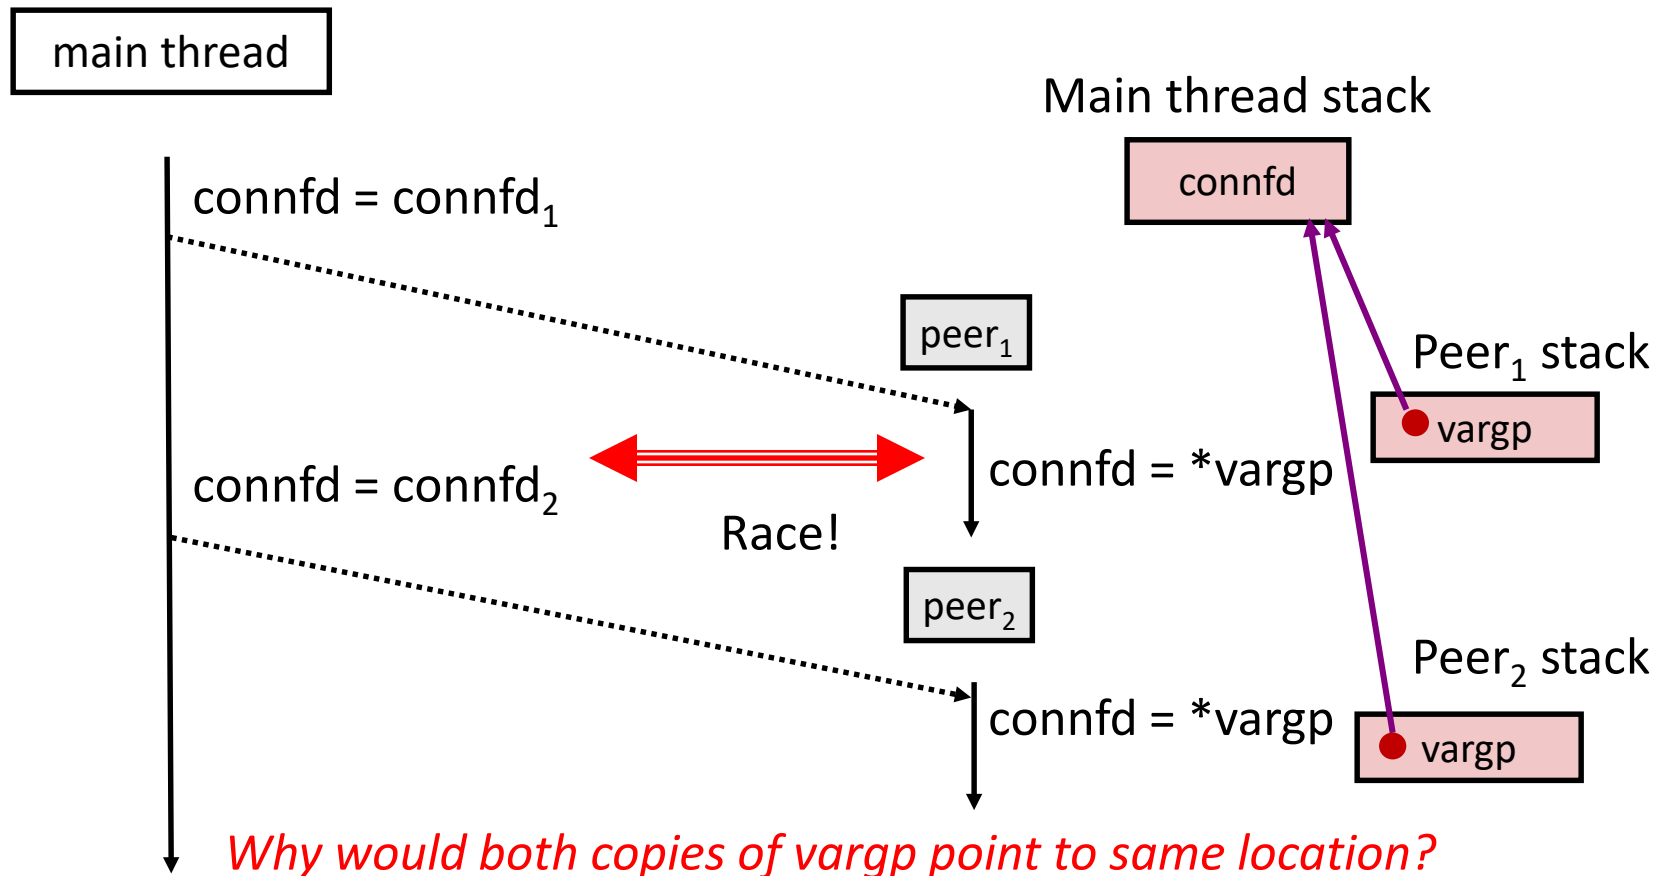 main thread
Main thread stack
connfd
connfd = connfd₁
peer₁
Peer₁ stack
vargp
connfd = *vargp
connfd = connfd₂
Race!
peer₂
Peer₂ stack
connfd = *vargp
vargp
Why would both copies of vargp point to same location?